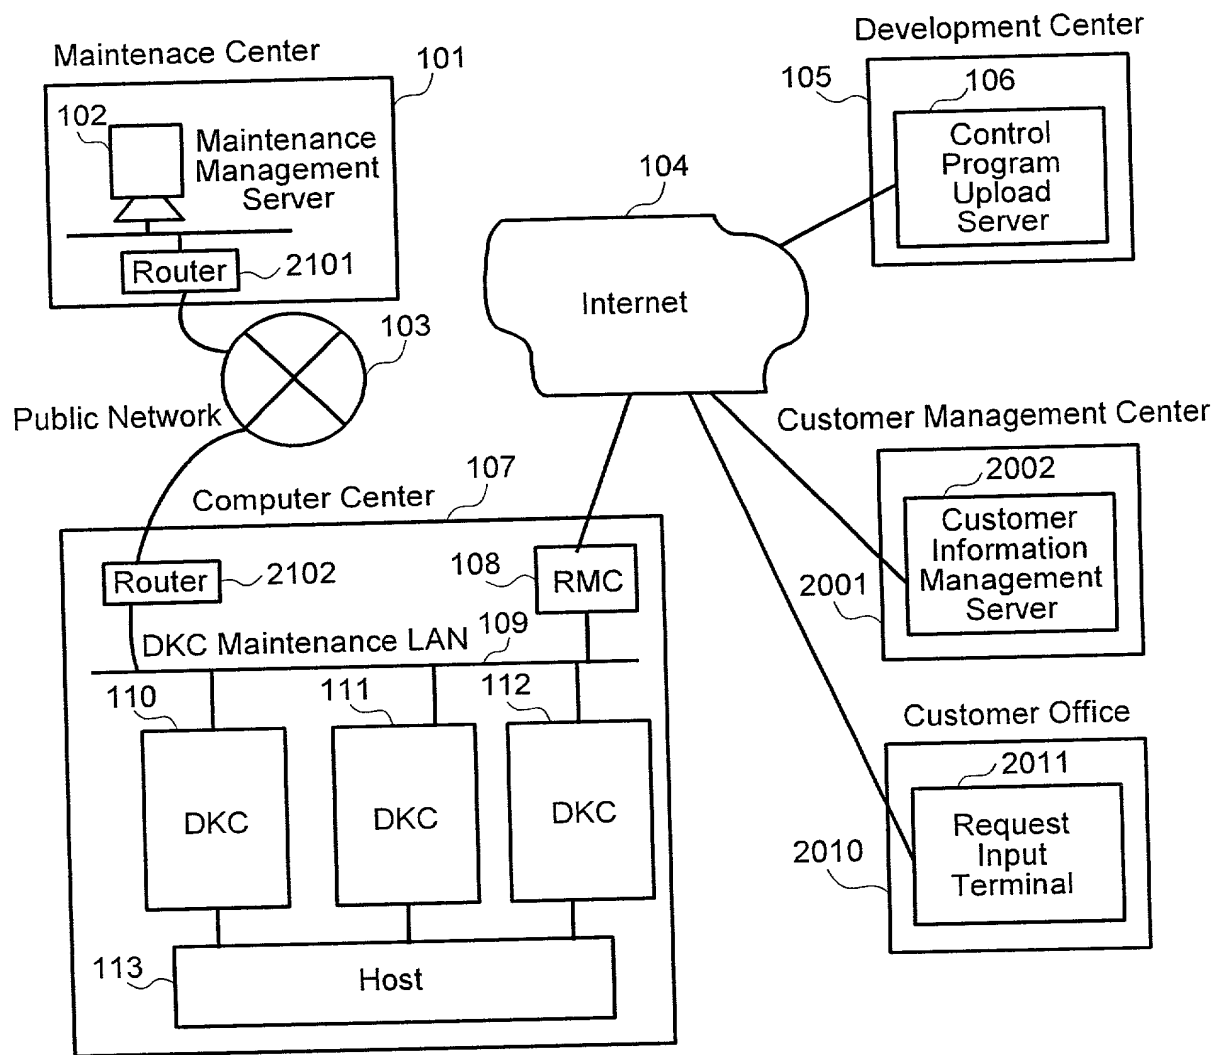 Maintenace Center
101
102
Maintenance
Management
Server
Router
2101
103
Public Network
104
Internet
Development Center
105
106
Control
Program
Upload
Server
Customer Management Center
2002
Customer
Information
Management
Server
2001
Computer Center
107
Router
2102
108
RMC
DKC Maintenance LAN
109
110
111
112
DKC
DKC
DKC
113
Host
Customer Office
2011
Request
Input
Terminal
2010